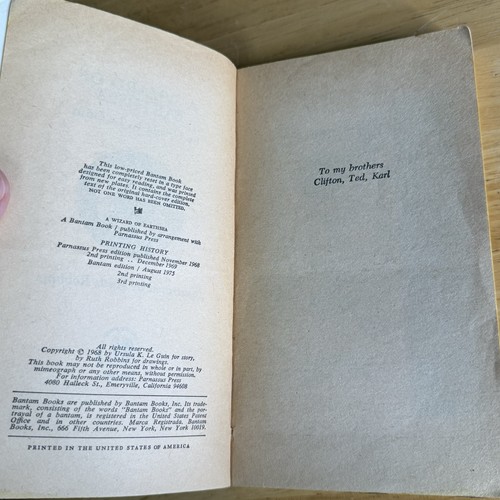 This low-priced Bantam Book
has been completely reset in a type face
designed for easy reading, and was printed
from new plates. It contains the complete
text of the original hard-cover edition.
NOT ONE WORD HAS BEEN OMITTED.
A WIZARD OF EARTHSEA
A Bantam Book / published by arrangement with
Parnassus Press
PRINTING HISTORY
Parnassus Press edition published November 1968
2nd printing .. December 1969
Bantam edition / August 1975
2nd printing
3rd printing
All rights reserved.
Copyright © 1968 by Ursula K. Le Guin for story,
by Ruth Robbins for drawings.
This book may not be reproduced in whole or in part, by
mimeograph or any other means, without permission.
For information address: Parnassus Press
4080 Halleck St., Emeryville, California 94608
Bantam Books are published by Bantam Books, Inc. Its trade-
mark, consisting of the words "Bantam Books" and the por-
trayal of a bantam, is registered in the United States Patent
Office and in other countries. Marca Registrada. Bantam
Books, Inc., 666 Fifth Avenue, New York, New York 10019.
PRINTED IN THE UNITED STATES OF AMERICA
To my brothers
Clifton, Ted, Karl